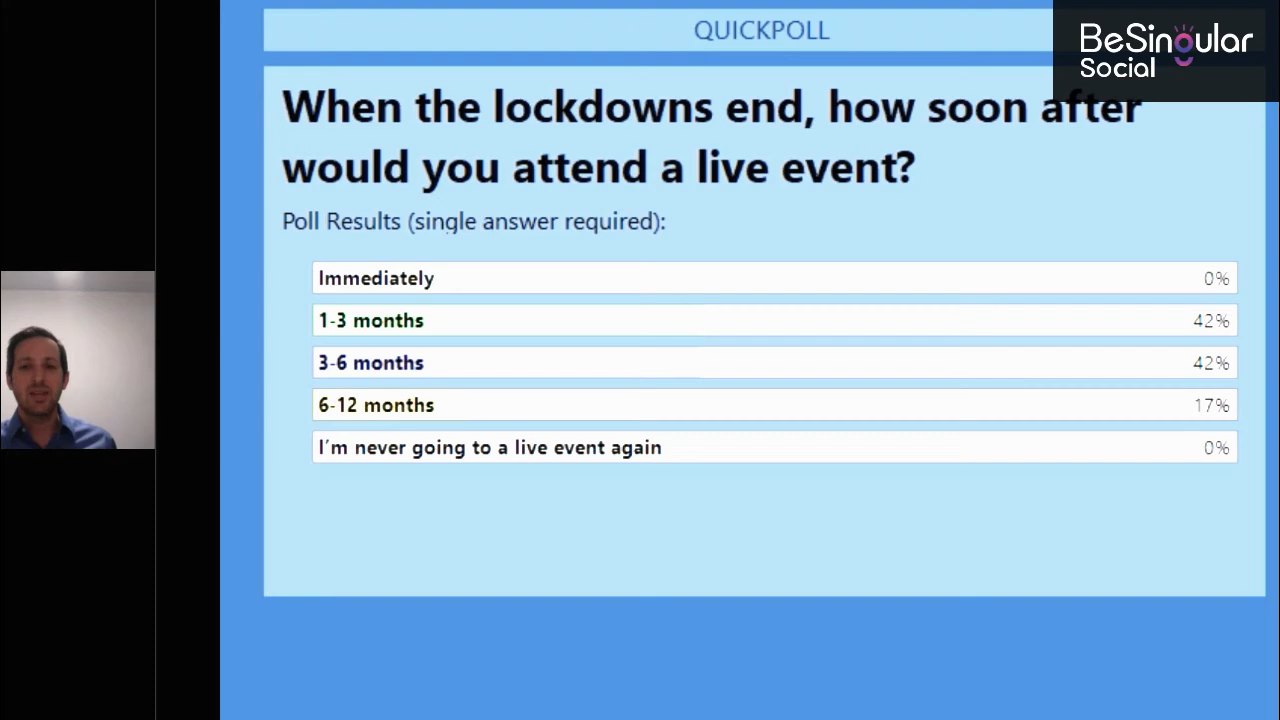 QUICKPOLL
BeSingular
Social
When the lockdowns end, how soon after
would you attend a live event?
Poll Results (single answer required):
Immediately 0%
1-3 months 42%
3-6 months 42%
6-12 months 17%
I'm never going to a live event again 0%